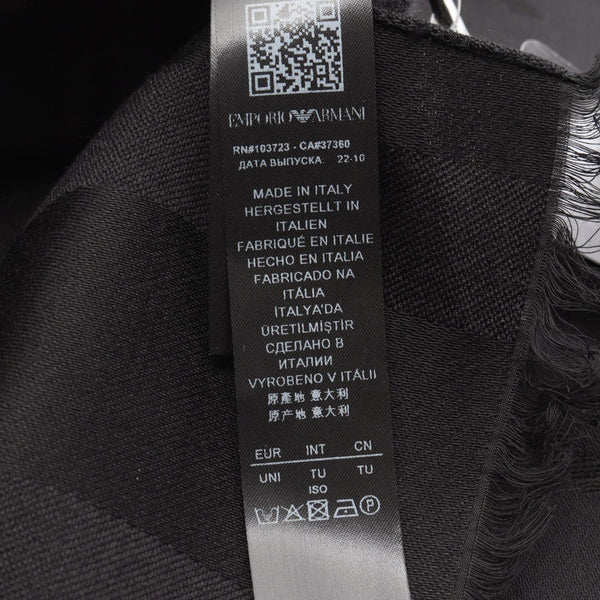 EMPORIO ARMANI
RN#103723 - CA#37360
ДАТА ВЫПУСКА: 22-10
MADE IN ITALY
HERGESTELLT IN
ITALIEN
FABRIQUÉ EN ITALIE
HECHO EN ITALIA
FABRICADO NA
ITÁLIA
ITALYA'DA
ÜRETİLMİŞTİR
СДЕЛАНО В
ИТАЛИИ
VYROBENO V ITÁLII
原產地 意大利
原产地 意大利
EUR INT CN
UNI TU TU
ISO
P